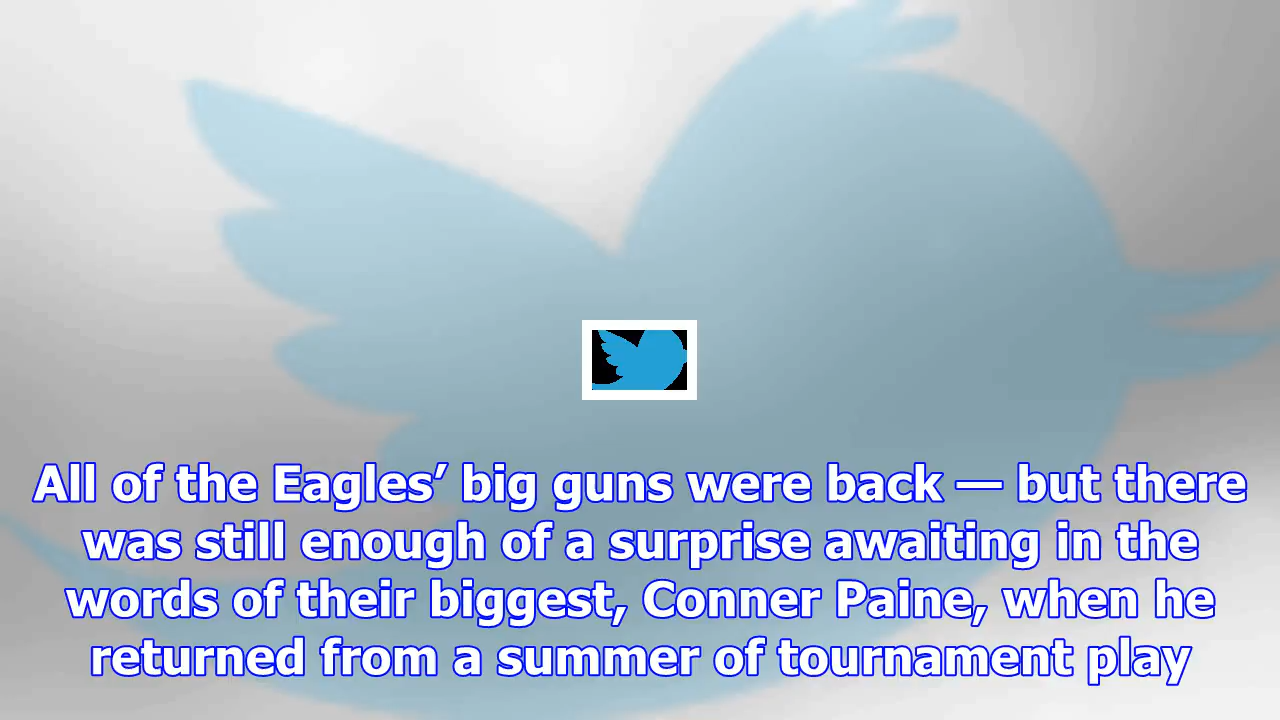 All of the Eagles’ big guns were back — but there
was still enough of a surprise awaiting in the
words of their biggest, Conner Paine, when he
returned from a summer of tournament play